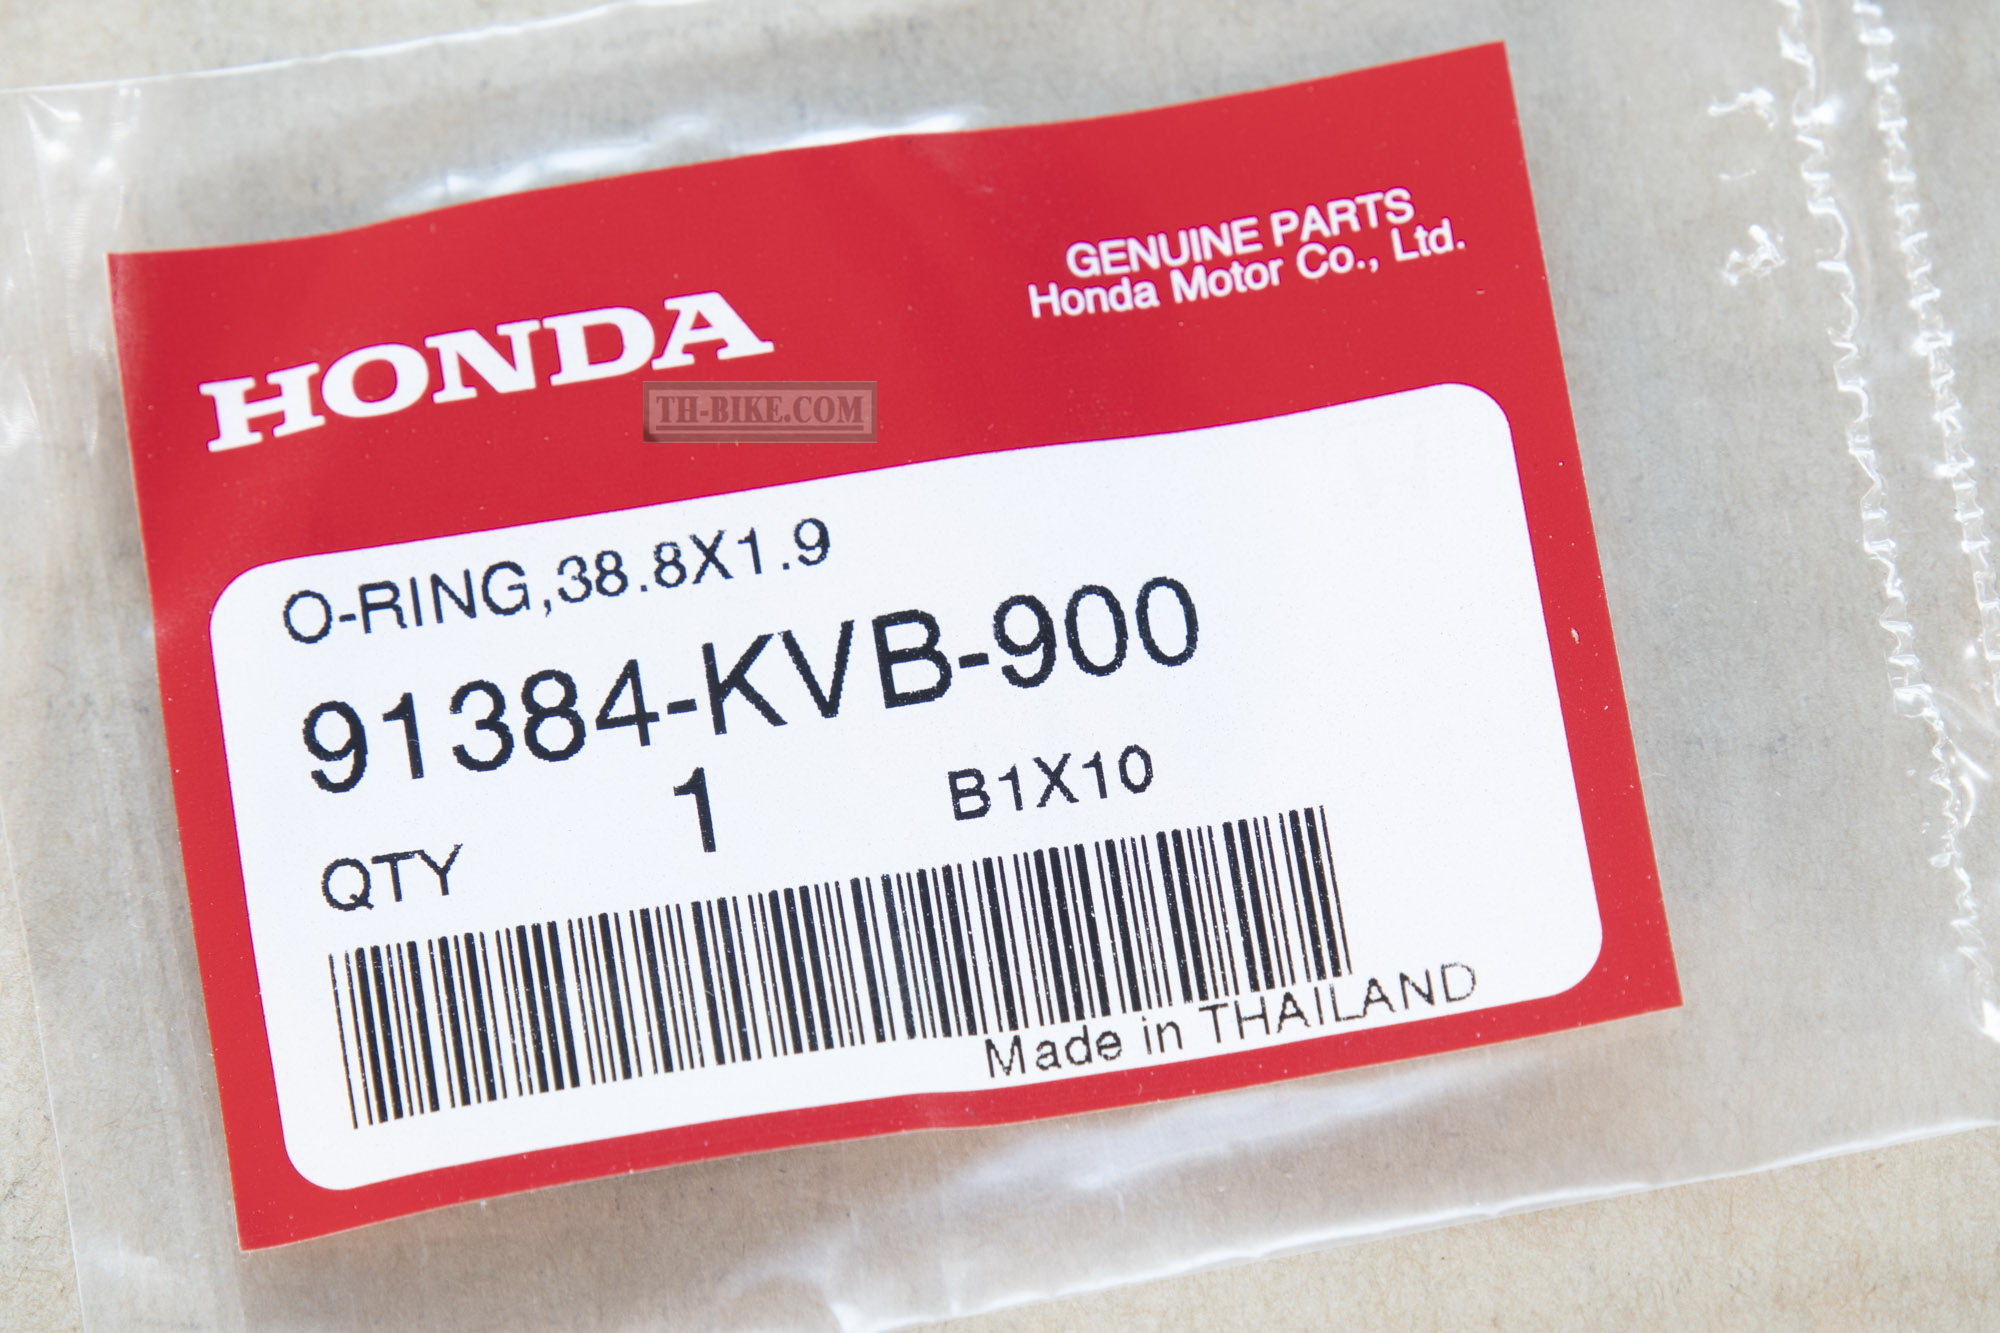 HONDA
GENUINE PARTS
Honda Motor Co., Ltd.
TH-BIKE.COM
O-RING,38.8X1.9
91384-KVB-900
QTY 1 B1X10
Made in THAILAND